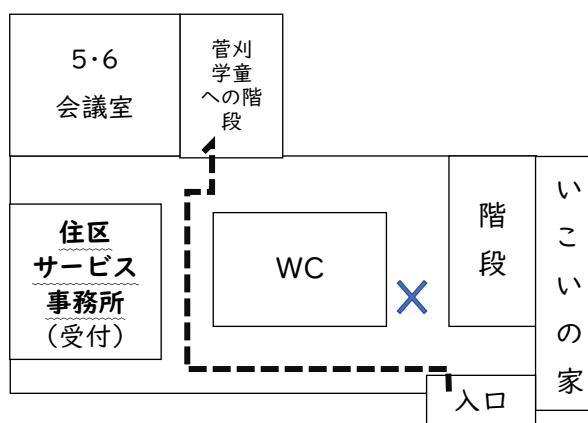 5・6
会議室
菅刈
学童
への階
段
住区
サービス
事務所
（受付）
WC
階
段
いこいの家
入口